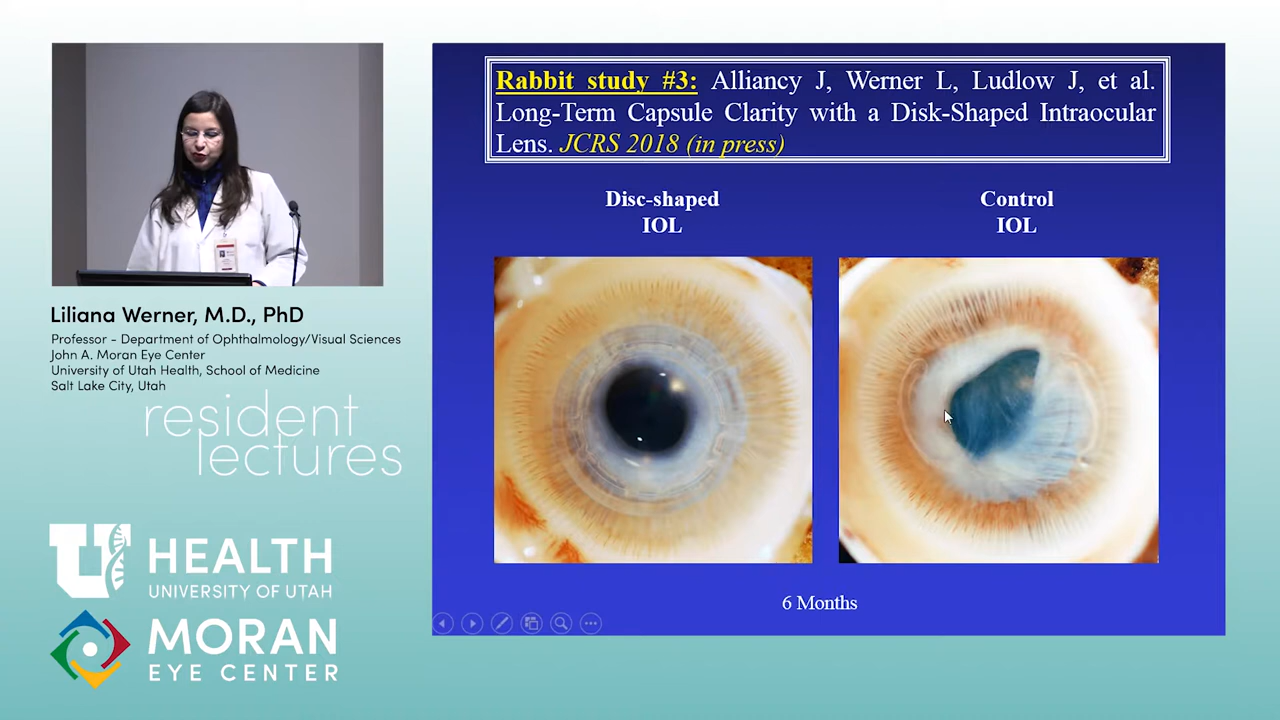 Rabbit study #3: Alliancy J, Werner L, Ludlow J, et al.
Long-Term Capsule Clarity with a Disk-Shaped Intraocular
Lens. JCRS 2018 (in press)
Disc-shaped
IOL
Control
IOL
6 Months
Liliana Werner, M.D., PhD
Professor - Department of Ophthalmology/Visual Sciences
John A. Moran Eye Center
University of Utah Health, School of Medicine
Salt Lake City, Utah
resident
lectures
U HEALTH
UNIVERSITY OF UTAH
MORAN
EYE CENTER